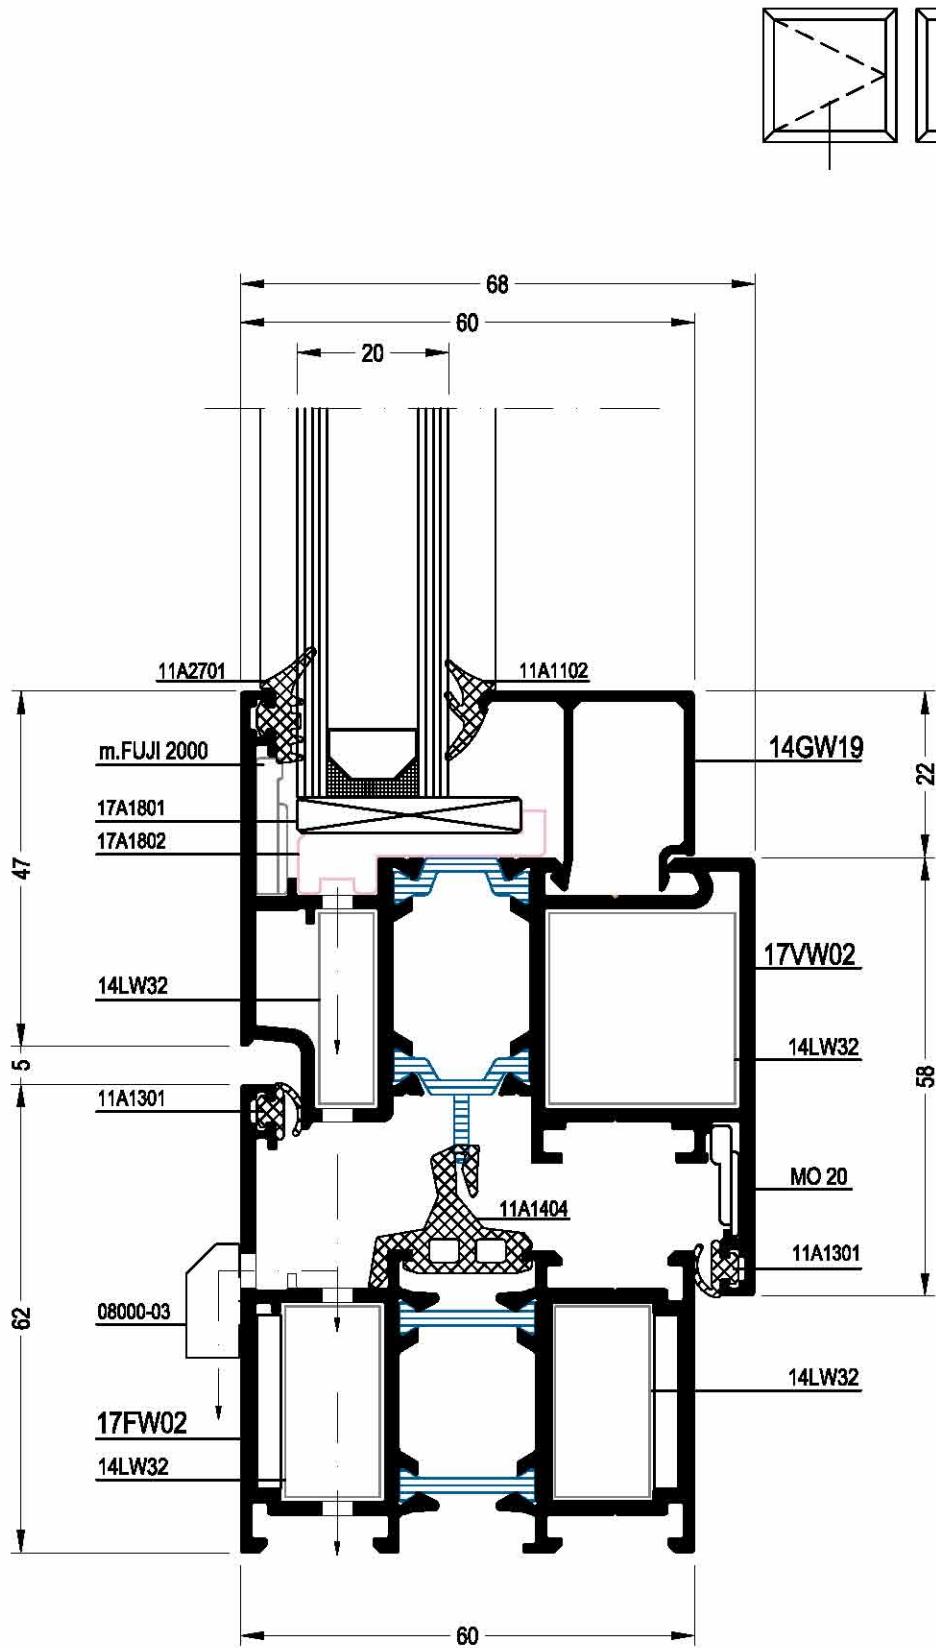 68
60
20
11A2701
11A1102
m.FUJI 2000
14GW19
22
17A1801
17A1802
47
17VW02
14LW32
14LW32
5
58
11A1301
MO 20
11A1404
11A1301
08000-03
62
14LW32
17FW02
14LW32
60